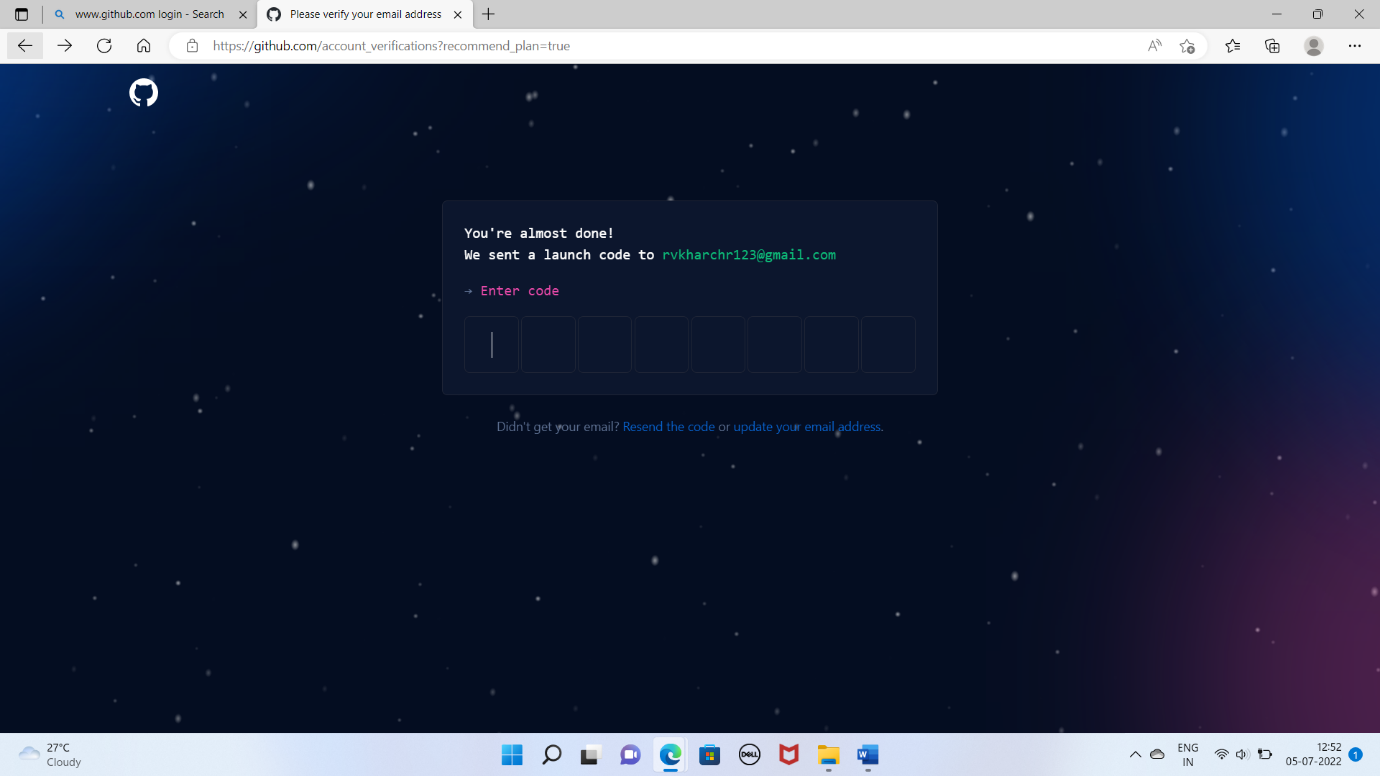 www.github.com login - Search
Please verify your email address
https://github.com/account_verifications?recommend_plan=true
You're almost done!
We sent a launch code to rvkharchr123@gmail.com
→ Enter code
Didn't get your email? Resend the code or update your email address.
27°C
Cloudy
DELL
ENG
IN
12:52
05-07-2022
1